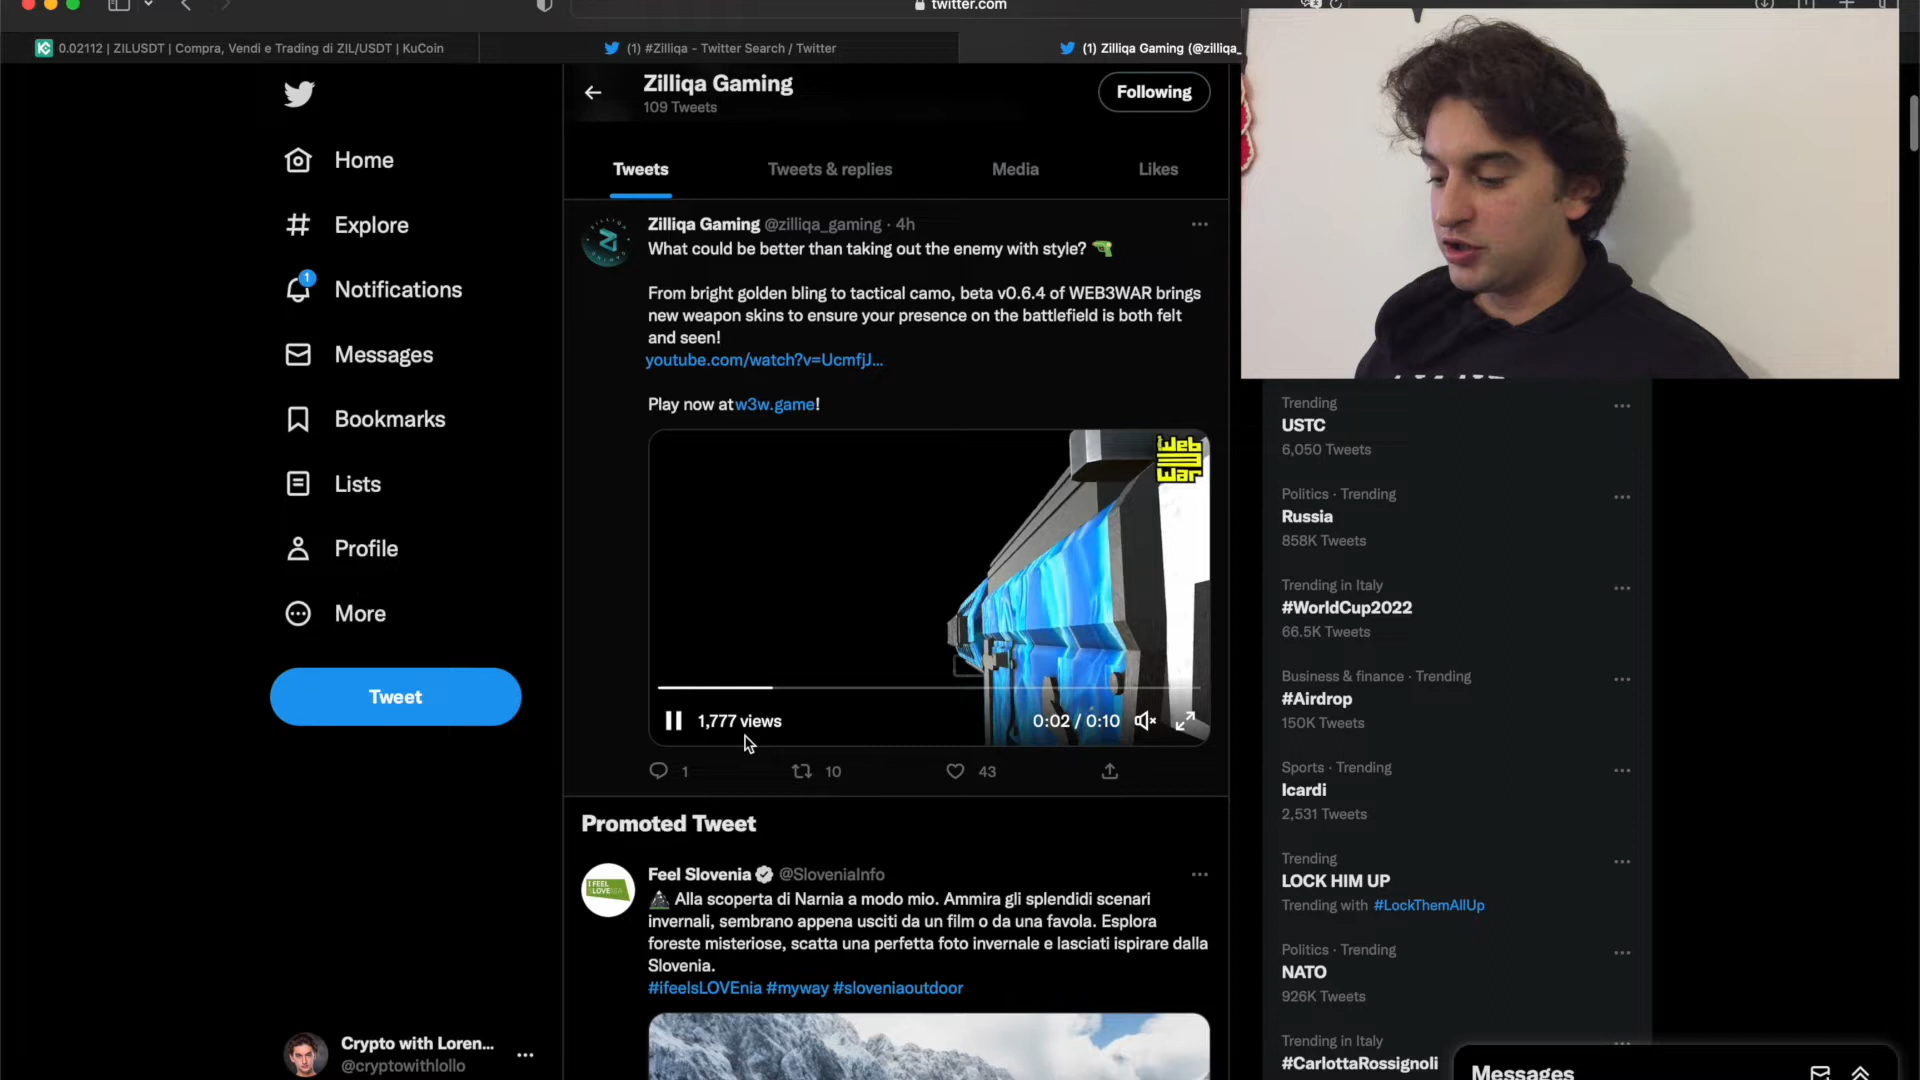 twitter.com
0.02112 | ZILUSDT | Compra, Vendi e Trading di ZIL/USDT | KuCoin
(1) #Zilliqa - Twitter Search / Twitter
(1) Zilliqa Gaming (@zilliqa_
Home
Explore
1
Notifications
Messages
Bookmarks
Lists
Profile
More
Tweet
Crypto with Loren...
@cryptowithlollo
Zilliqa Gaming
109 Tweets
Following
Tweets
Tweets & replies
Media
Likes
Zilliqa Gaming @zilliqa_gaming · 4h
What could be better than taking out the enemy with style?
From bright golden bling to tactical camo, beta v0.6.4 of WEB3WAR brings
new weapon skins to ensure your presence on the battlefield is both felt
and seen!
youtube.com/watch?v=UcmfjJ...
Play now at w3w.game!
Web
War
1,777 views
0:02 / 0:10
1
10
43
Promoted Tweet
Feel Slovenia @SloveniaInfo
I FEEL
SLOVENIA
Alla scoperta di Narnia a modo mio. Ammira gli splendidi scenari
invernali, sembrano appena usciti da un film o da una favola. Esplora
foreste misteriose, scatta una perfetta foto invernale e lasciati ispirare dalla
Slovenia.
#ifeelsLOVEnia #myway #sloveniaoutdoor
Trending
USTC
6,050 Tweets
Politics · Trending
Russia
858K Tweets
Trending in Italy
#WorldCup2022
66.5K Tweets
Business & finance · Trending
#Airdrop
150K Tweets
Sports · Trending
Icardi
2,531 Tweets
Trending
LOCK HIM UP
Trending with #LockThemAllUp
Politics · Trending
NATO
926K Tweets
Trending in Italy
#CarlottaRossignoli
Messages